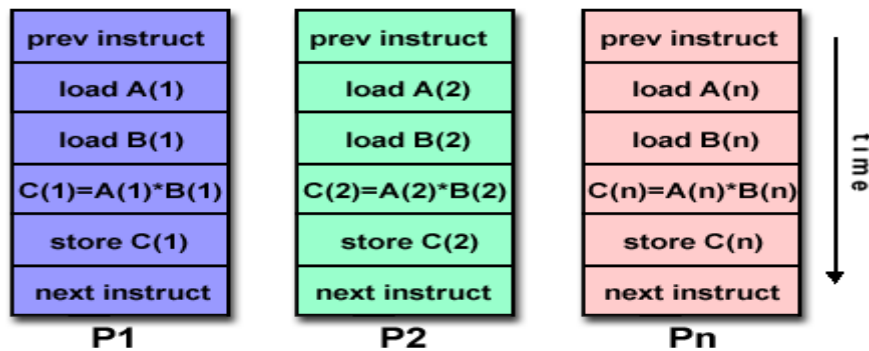 prev instruct
load A(1)
load B(1)
C(1)=A(1)*B(1)
store C(1)
next instruct
P1
prev instruct
load A(2)
load B(2)
C(2)=A(2)*B(2)
store C(2)
next instruct
P2
prev instruct
load A(n)
load B(n)
C(n)=A(n)*B(n)
store C(n)
next instruct
Pn
time